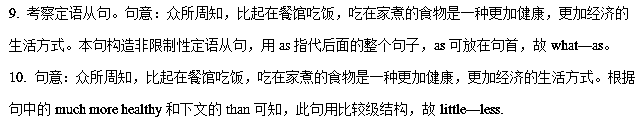 9. 考察定语从句。句意：众所周知，比起在餐馆吃饭，吃在家煮的食物是一种更加健康，更加经济的
生活方式。本句构造非限制性定语从句，用 as 指代后面的整个句子，as 可放在句首，故 what—as。
10. 句意：众所周知，比起在餐馆吃饭，吃在家煮的食物是一种更加健康，更加经济的生活方式。根据
句中的 much more healthy 和下文的 than 可知，此句用比较级结构，故 little—less.